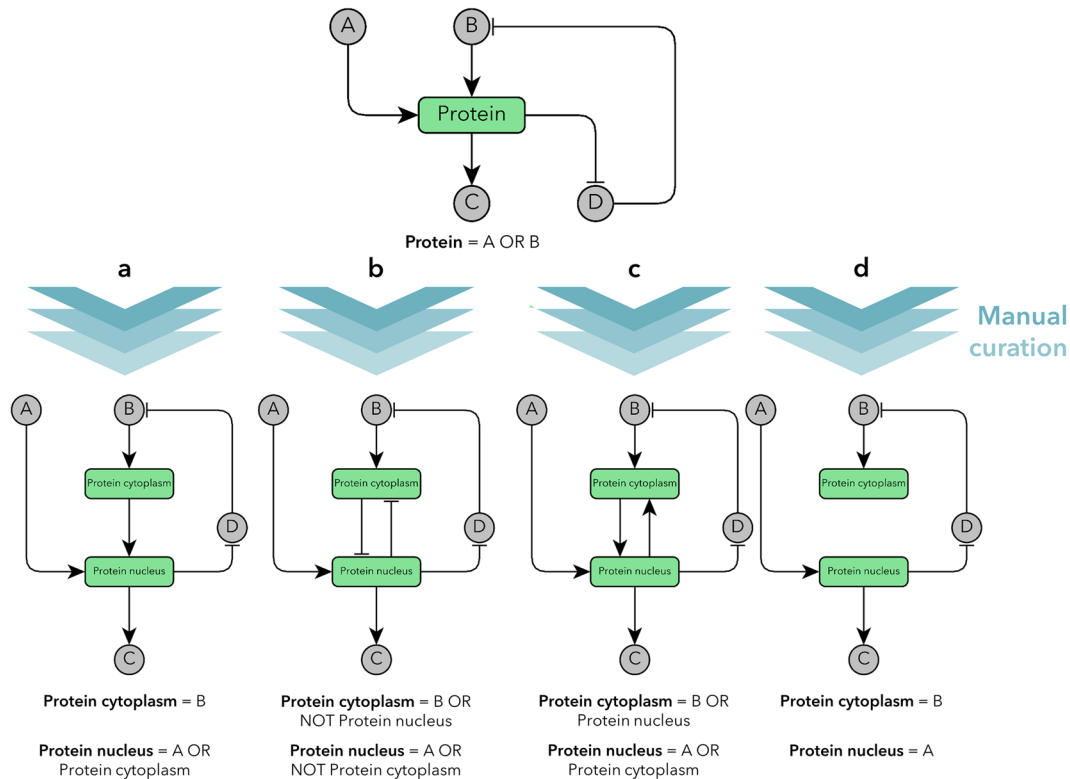 A
B
Protein
C
D
Protein = A OR B
a
b
c
d
Manual
curation
A
B
Protein cytoplasm
D
Protein nucleus
C
Protein cytoplasm = B
Protein nucleus = A OR
Protein cytoplasm
A
B
Protein cytoplasm
D
Protein nucleus
C
Protein cytoplasm = B OR
NOT Protein nucleus
Protein nucleus = A OR
NOT Protein cytoplasm
A
B
Protein cytoplasm
D
Protein nucleus
C
Protein cytoplasm = B OR
Protein nucleus
Protein nucleus = A OR
Protein cytoplasm
A
B
Protein cytoplasm
D
Protein nucleus
C
Protein cytoplasm = B
Protein nucleus = A